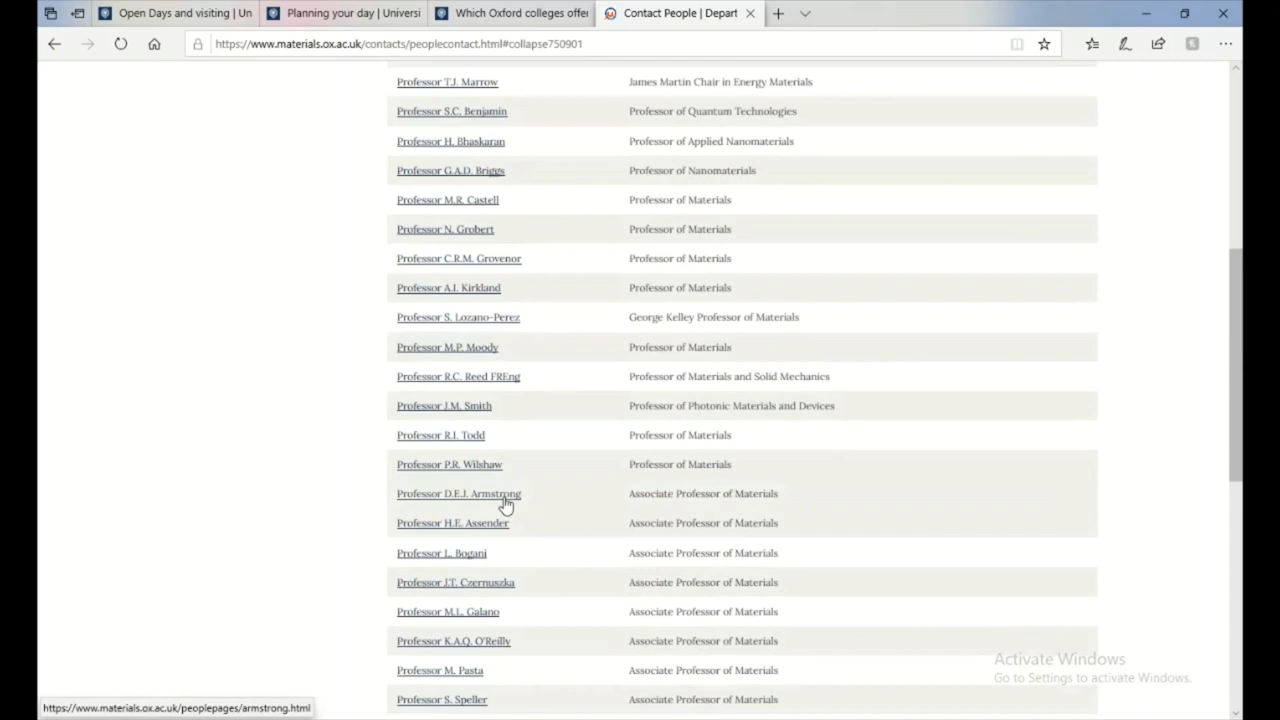 Open Days and visiting | Un
Planning your day | Universi
Which Oxford colleges offer
Contact People | Depart
https://www.materials.ox.ac.uk/contacts/peoplecontact.html#collapse750901
Professor T.J. Marrow James Martin Chair in Energy Materials
Professor S.C. Benjamin Professor of Quantum Technologies
Professor H. Bhaskaran Professor of Applied Nanomaterials
Professor G.A.D. Briggs Professor of Nanomaterials
Professor M.R. Castell Professor of Materials
Professor N. Grobert Professor of Materials
Professor C.R.M. Grovenor Professor of Materials
Professor A.I. Kirkland Professor of Materials
Professor S. Lozano-Perez George Kelley Professor of Materials
Professor M.P. Moody Professor of Materials
Professor R.C. Reed FREng Professor of Materials and Solid Mechanics
Professor J.M. Smith Professor of Photonic Materials and Devices
Professor R.I. Todd Professor of Materials
Professor P.R. Wilshaw Professor of Materials
Professor D.E.J. Armstrong Associate Professor of Materials
Professor H.E. Assender Associate Professor of Materials
Professor L. Bogani Associate Professor of Materials
Professor J.T. Czernuszka Associate Professor of Materials
Professor M.L. Galano Associate Professor of Materials
Professor K.A.Q. O'Reilly Associate Professor of Materials
Professor M. Pasta Associate Professor of Materials
Professor S. Speller Associate Professor of Materials
Activate Windows
Go to Settings to activate Windows.
https://www.materials.ox.ac.uk/peoplepages/armstrong.html